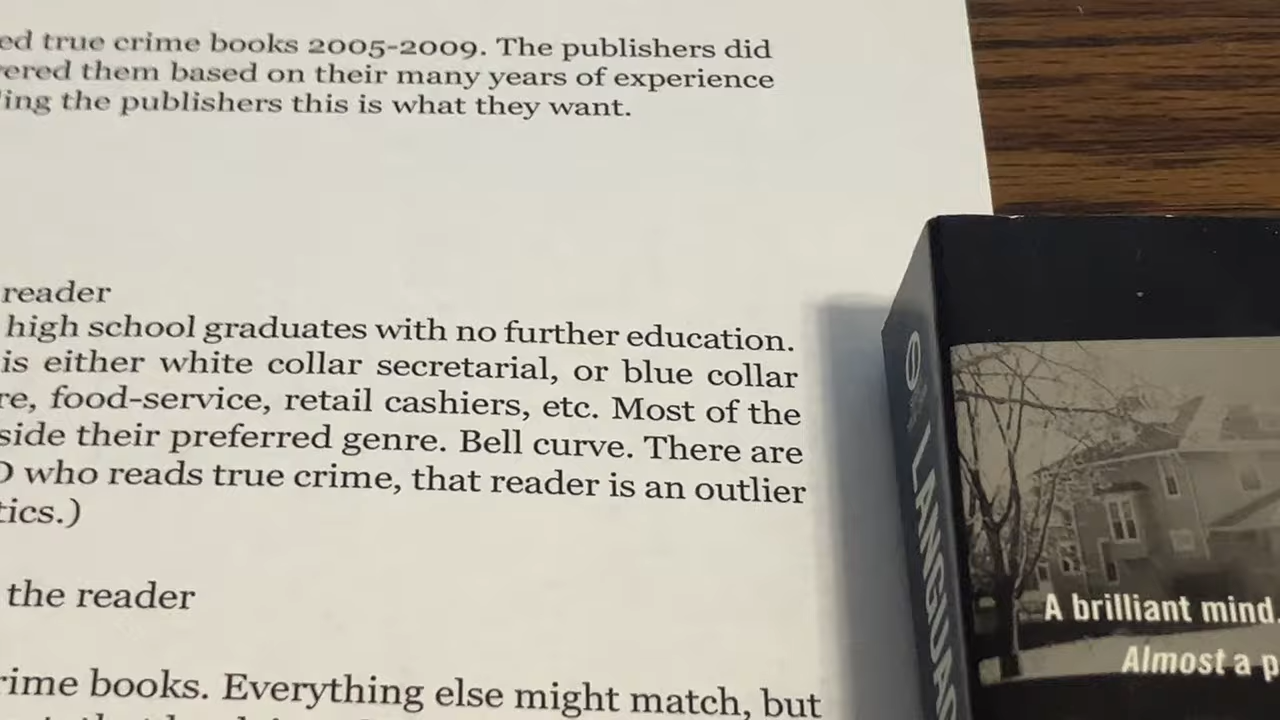 ed true crime books 2005-2009. The publishers did
ered them based on their many years of experience
ing the publishers this is what they want.
reader
high school graduates with no further education.
is either white collar secretarial, or blue collar
re, food-service, retail cashiers, etc. Most of the
side their preferred genre. Bell curve. There are
who reads true crime, that reader is an outlier
tics.)
the reader
rime books. Everything else might match, but
LANGUAG
A brilliant mind.
Almost a p